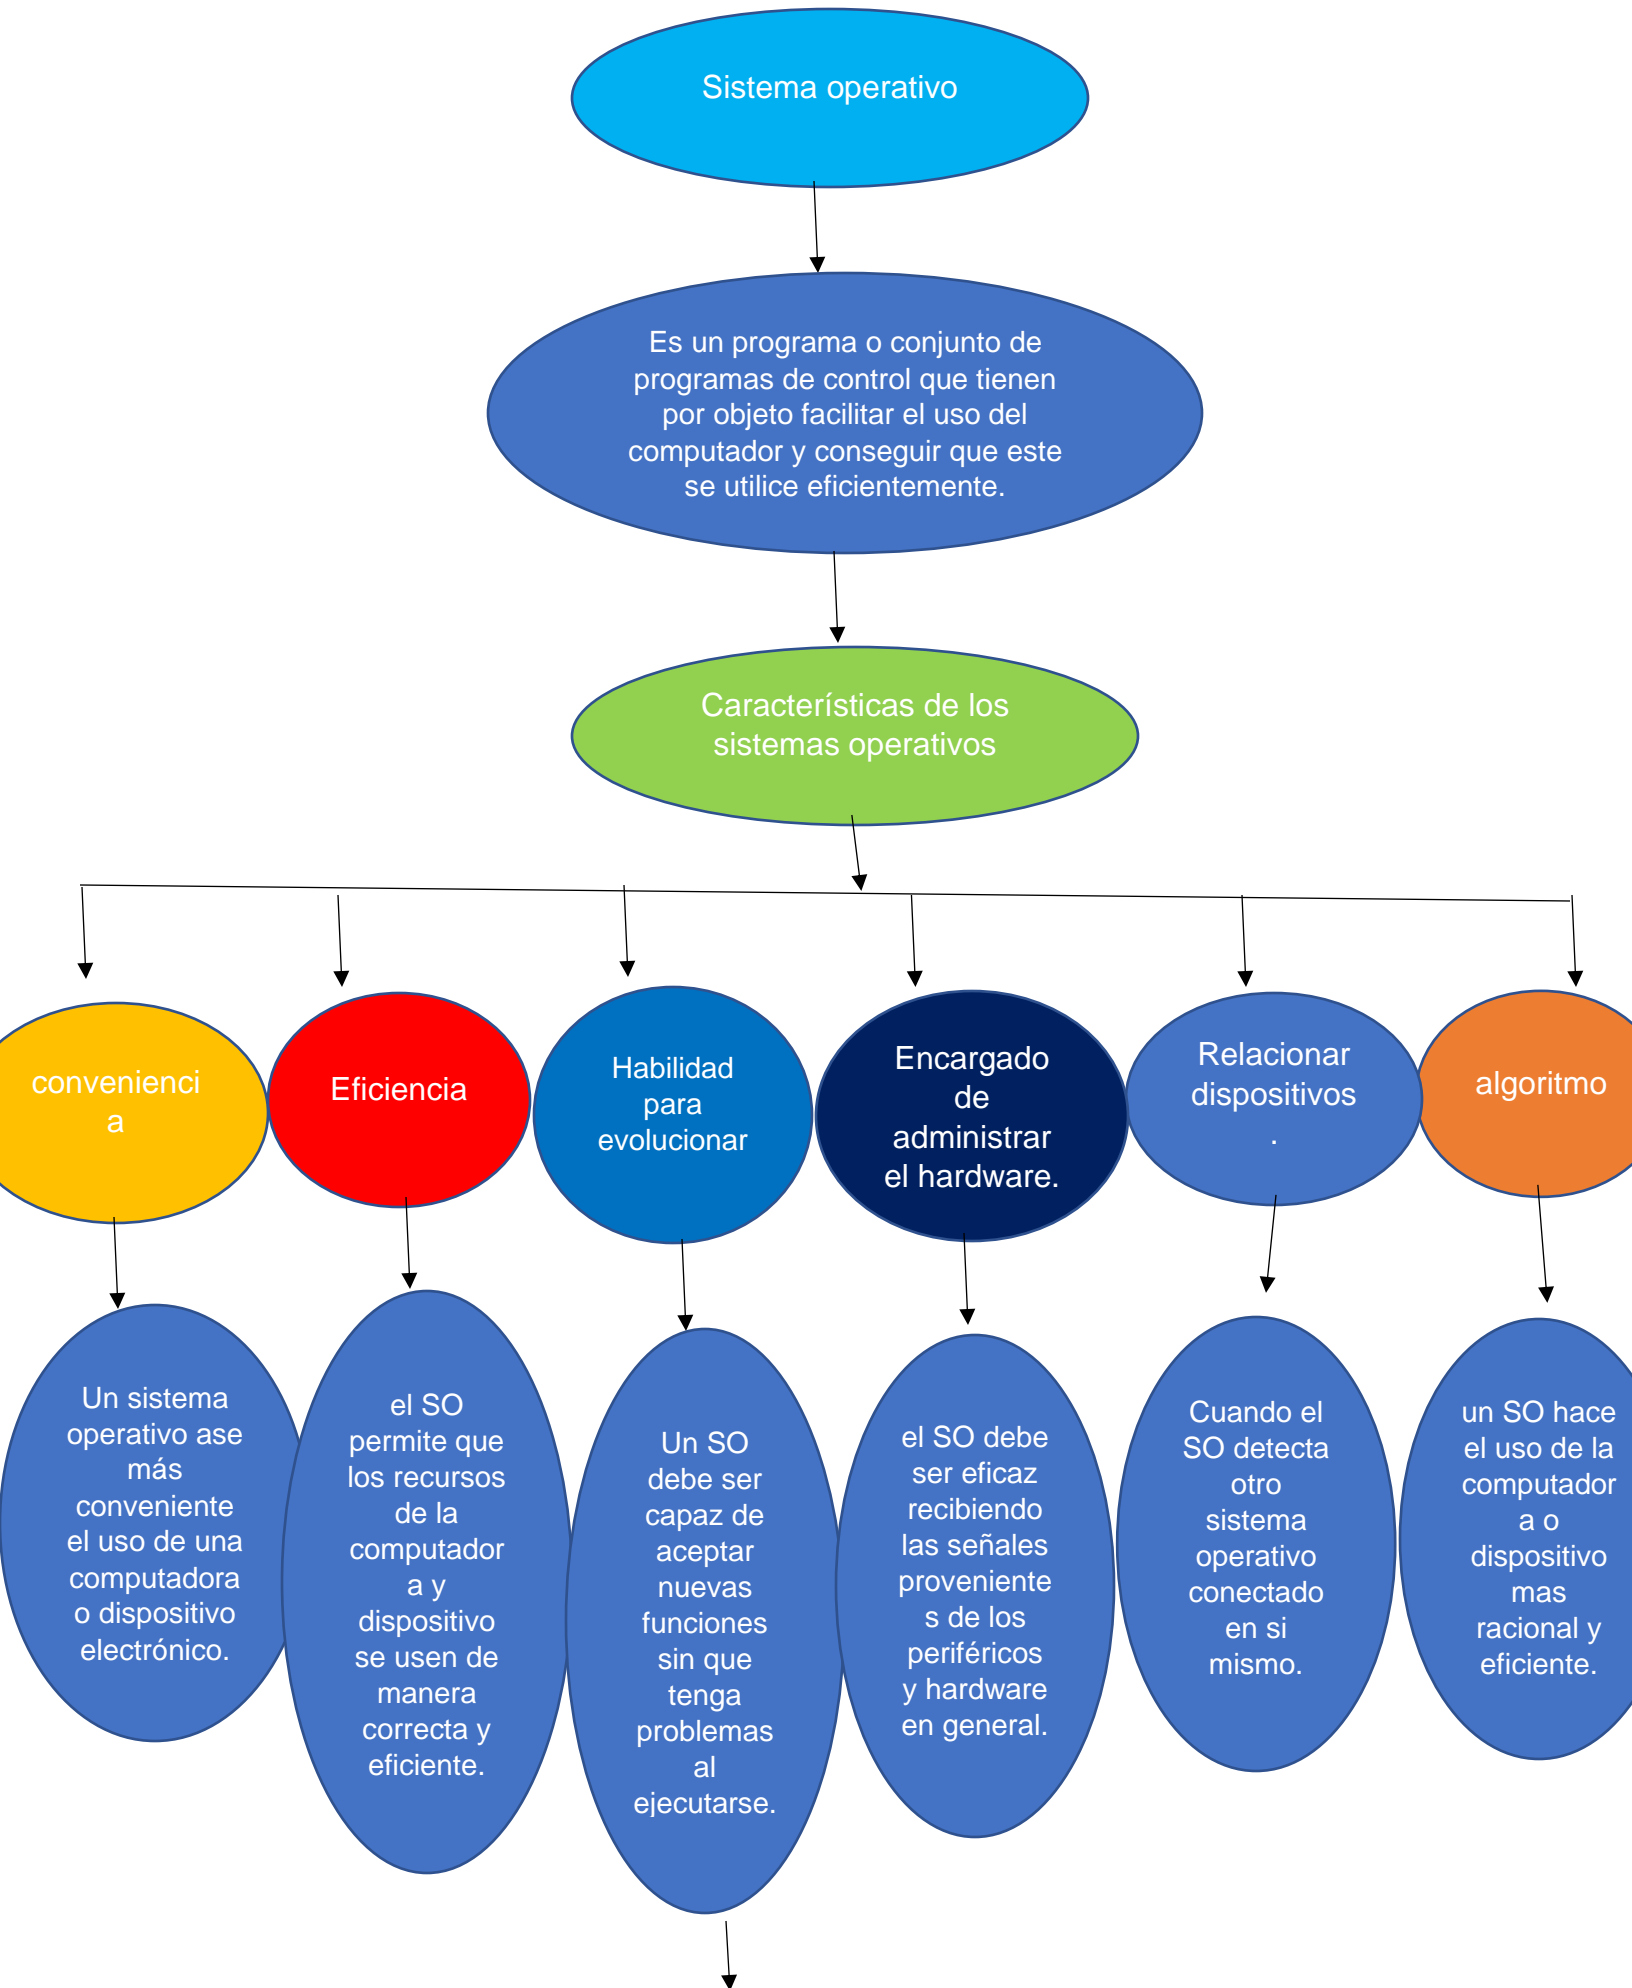 Sistema operativo
Es un programa o conjunto de
programas de control que tienen
por objeto facilitar el uso del
computador y conseguir que este
se utilice eficientemente.
Características de los
sistemas operativos
convenienci
a
Eficiencia
Habilidad
para
evolucionar
Encargado
de
administrar
el hardware.
Relacionar
dispositivos
.
algoritmo
Un sistema
operativo ase
más
conveniente
el uso de una
computadora
o dispositivo
electrónico.
el SO
permite que
los recursos
de la
computador
a y
dispositivo
se usen de
manera
correcta y
eficiente.
Un SO
debe ser
capaz de
aceptar
nuevas
funciones
sin que
tenga
problemas
al
ejecutarse.
el SO debe
ser eficaz
recibiendo
las señales
proveniente
s de los
periféricos
y hardware
en general.
Cuando el
SO detecta
otro
sistema
operativo
conectado
en si
mismo.
un SO hace
el uso de la
computador
a o
dispositivo
mas
racional y
eficiente.